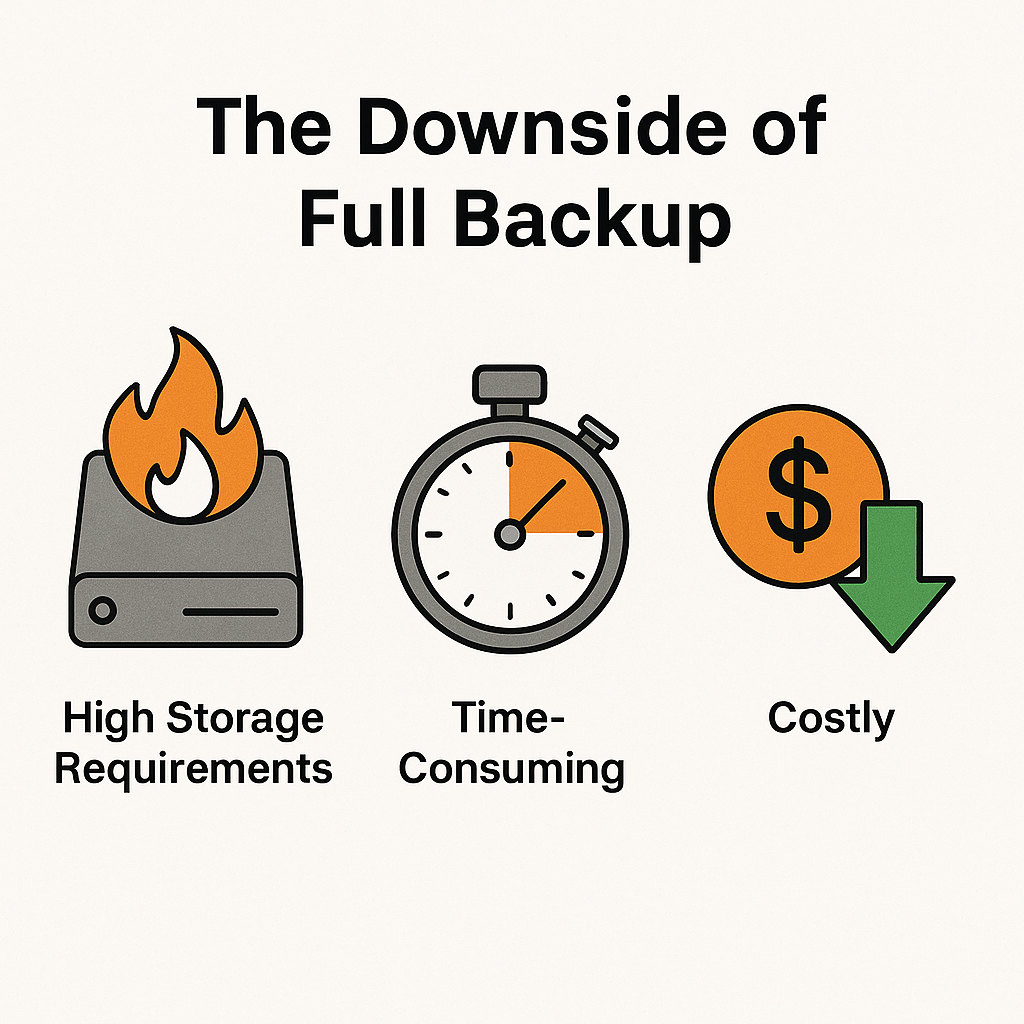 The Downside of
Full Backup
$
High Storage
Requirements
Time-
Consuming
Costly